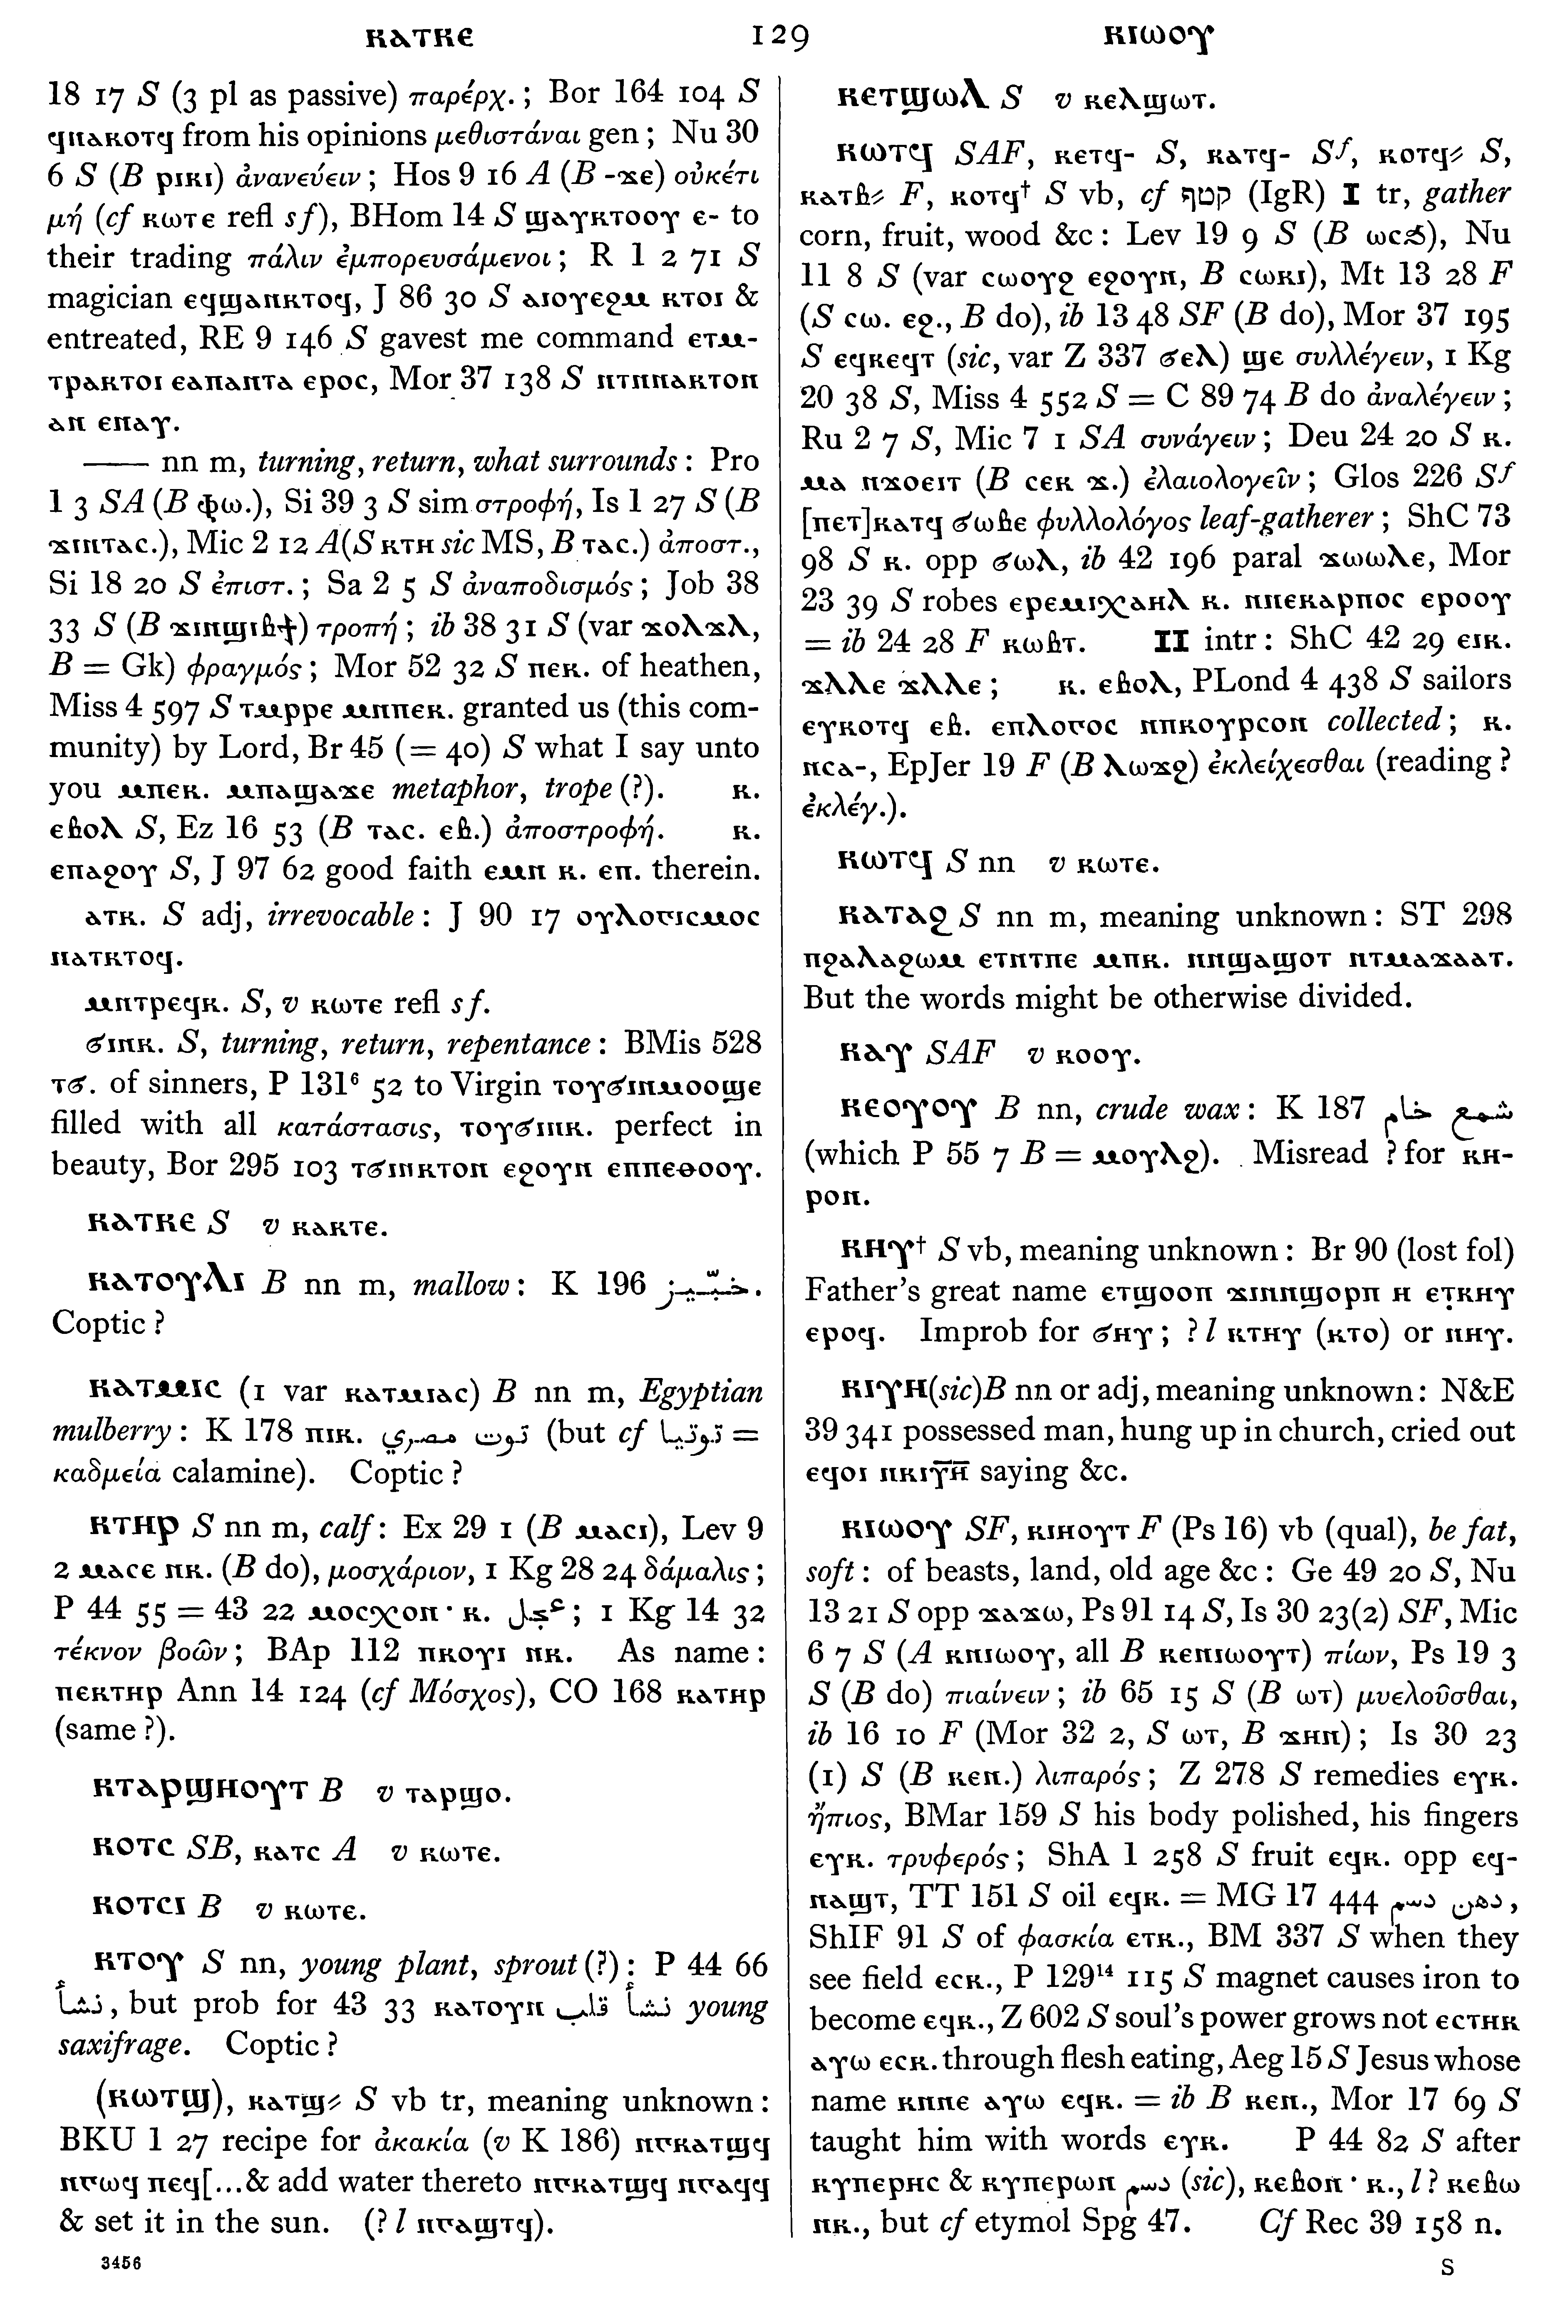 ⲕⲁⲧⲕⲉ 129 ⲕⲓⲱⲟⲩ
18 17 S (3 pl as passive) παρέρχ. ; Bor 164 104 S
ϥⲛⲁⲕⲟⲧϥ from his opinions μεθιστάναι gen ; Nu 30
6 S (B ⲣⲓⲕⲓ) ἀνανεύειν ; Hos 9 16 A (B -ϫⲉ) οὐκέτι
μή (cf ⲕⲱⲧⲉ refl s f), BHom 14 S ϣⲁⲩⲕⲧⲟⲟⲩ ⲉ- to
their trading πάλιν ἐμπορευσάμενοι ; R 1 2 71 S
magician ⲉϥϣⲁⲛⲕⲧⲟϥ, J 86 30 S ⲁⲓⲟⲩⲉϩⲙ ⲕⲧⲟⲓ &
entreated, RE 9 146 S gavest me command ⲉⲧⲙ-
ⲧⲣⲁⲕⲧⲟⲓ ⲉⲁⲡⲁⲛⲧⲁ ⲉⲣⲟⲥ, Mor 37 138 S ⲛⲧⲛⲛⲁⲕⲧⲟⲛ
ⲁⲛ ⲉⲡⲁⲩ.
—— nn m, turning, return, what surrounds : Pro
1 3 SA (B ⲫⲱ.), Si 39 3 S sim στροφή, Is 1 27 S (B
ϫⲓⲛⲧⲁⲥ.), Mic 2 12 A(S ⲕⲧⲏ sic MS, B ⲧⲁⲥ.) ἀποστ.,
Si 18 20 S ἐπιστ. ; Sa 2 5 S ἀναποδισμός ; Job 38
33 S (B ϫⲓⲛϣⲓⲃϯ) τροπή ; ib 38 31 S (var ϫⲟⲗϫⲗ,
B = Gk) φραγμός ; Mor 52 32 S ⲡⲉⲕ. of heathen,
Miss 4 597 S ⲧⲙⲣⲣⲉ ⲙⲡⲡⲉⲕ. granted us (this com-
munity) by Lord, Br 45 (= 40) S what I say unto
you ⲙⲡⲉⲕ. ⲙⲡⲁϣⲁϫⲉ metaphor, trope (?). ⲕ.
ⲉⲃⲟⲗ S, Ez 16 53 (B ⲧⲁⲥ. ⲉⲃ.) ἀποστροφή. ⲕ.
ⲉⲡⲁϩⲟⲩ S, J 97 62 good faith ⲉⲙⲛ ⲕ. ⲉⲡ. therein.
ⲁⲧⲕ. S adj, irrevocable : J 90 17 ⲟⲩⲗⲟⲅⲓⲥⲙⲟⲥ
ⲛⲁⲧⲕⲧⲟϥ.
ⲙⲛⲧⲣⲉϥⲕ. S, v ⲕⲱⲧⲉ refl s f.
ϭⲓⲛⲕ. S, turning, return, repentance : BMis 528
ⲧϭ. of sinners, P 131⁶ 52 to Virgin ⲧⲟⲩϭⲓⲛⲙⲟⲟϣⲉ
filled with all κατάστασις, ⲧⲟⲩϭⲓⲛⲕ. perfect in
beauty, Bor 295 103 ⲧϭⲓⲛⲕⲧⲟⲛ ⲉϩⲟⲩⲛ ⲉⲡⲡⲉⲑⲟⲟⲩ.
ⲕⲁⲧⲕⲉ S v ⲕⲁⲕⲧⲉ.
ⲕⲁⲧⲟⲩⲗⲓ B nn m, mallow : K 196 خبّيز.
Coptic ?
ⲕⲁⲧⲙⲓⲥ (1 var ⲕⲁⲧⲙⲓⲁⲥ) B nn m, Egyptian
mulberry : K 178 ⲡⲓⲕ. توت مصري (but cf توتيا =
καδμεία calamine). Coptic ?
ⲕⲧⲏⲣ S nn m, calf : Ex 29 1 (B ⲙⲁⲥⲓ), Lev 9
2 ⲙⲁⲥⲉ ⲛⲕ. (B do), μοσχάριον, 1 Kg 28 24 δάμαλις ;
P 44 55 = 43 22 ⲙⲟⲥⲭⲟⲛ · ⲕ. عجل ; 1 Kg 14 32
τέκνον βοῶν ; BAp 112 ⲡⲕⲟⲩⲓ ⲛⲕ. As name :
ⲡⲉⲕⲧⲏⲣ Ann 14 124 (cf Μόσχος), CO 168 ⲕⲁⲧⲏⲣ
(same ?).
ⲕⲧⲁⲣϣⲏⲟⲩⲧ B v ⲧⲁⲣϣⲟ.
ⲕⲟⲧⲥ SB, ⲕⲁⲧⲥ A v ⲕⲱⲧⲉ.
ⲕⲟⲧⲥⲓ B v ⲕⲱⲧⲉ.
ⲕⲧⲟⲩ S nn, young plant, sprout (?) : P 44 66
نشأ, but prob for 43 33 ⲕⲁⲧⲟⲩⲛ نشأ قلب young
saxifrage. Coptic ?
(ⲕⲱⲧϣ), ⲕⲁⲧϣ⸗ S vb tr, meaning unknown :
BKU 1 27 recipe for ἀκακία (v K 186) ⲛⲅⲕⲁⲧϣϥ
ⲛⲅⲱϥ ⲡⲉϥ[...& add water thereto ⲛⲅⲕⲁⲧϣϥ ⲛⲅⲁϥϥ
& set it in the sun. (? l ⲛⲅⲁϣⲧϥ).
3456
ⲕⲉⲧϣⲱⲗ S v ⲕⲉⲗϣⲱⲧ.
ⲕⲱⲧϥ SAF, ⲕⲉⲧϥ- S, ⲕⲁⲧϥ- Sf, ⲕⲟⲧϥ⸗ S,
ⲕⲁⲧⲃ⸗ F, ⲕⲟⲧϥ† S vb, cf קטף (IgR) I tr, gather
corn, fruit, wood &c : Lev 19 9 S (B ⲱⲥϧ), Nu
11 8 S (var ⲥⲱⲟⲩϩ ⲉϩⲟⲩⲛ, B ⲥⲱⲕⲓ), Mt 13 28 F
(S ⲥⲱ. ⲉϩ., B do), ib 13 48 SF (B do), Mor 37 195
S ⲉϥⲕⲉϥⲧ (sic, var Z 337 ϭⲉⲗ) ϣⲉ συλλέγειν, 1 Kg
20 38 S, Miss 4 552 S = C 89 74 B do ἀναλέγειν ;
Ru 2 7 S, Mic 7 1 SA συνάγειν ; Deu 24 20 S ⲕ.
ⲙⲁ ⲛϫⲟⲉⲓⲧ (B ⲥⲉⲕ ϫ.) ἐλαιολογεῖν ; Glos 226 Sf
[ⲡⲉⲧ]ⲕⲁⲧϥ ϭⲱⲃⲉ φυλλολόγος leaf-gatherer ; ShC 73
98 S ⲕ. opp ϭⲱⲗ, ib 42 196 paral ϫⲱⲱⲗⲉ, Mor
23 39 S robes ⲉⲣⲉⲙⲓⲭⲁⲏⲗ ⲕ. ⲛⲛⲉⲕⲁⲣⲡⲟⲥ ⲉⲣⲟⲟⲩ
= ib 24 28 F ⲕⲱⲃⲧ. II intr : ShC 42 29 ⲉⲓⲕ.
ϫⲗⲗⲉ ϫⲗⲗⲉ ; ⲕ. ⲉⲃⲟⲗ, PLond 4 438 S sailors
ⲉⲩⲕⲟⲧϥ ⲉⲃ. ⲉⲡⲗⲟⲅⲟⲥ ⲛⲡⲕⲟⲩⲣⲥⲟⲛ collected ; ⲕ.
ⲛⲥⲁ-, EpJer 19 F (B ⲗⲱϫϩ) ἐκλείχεσθαι (reading ?
ἐκλέγ.).
ⲕⲱⲧϥ S nn v ⲕⲱⲧⲉ.
ⲕⲁⲧⲁϩ S nn m, meaning unknown : ST 298
ⲡϩⲁⲗⲁϩⲱⲙ ⲉⲧⲛⲧⲡⲉ ⲙⲡⲕ. ⲛⲛϣⲁϣⲟⲧ ⲛⲧⲙⲁϫⲁⲁⲧ.
But the words might be otherwise divided.
ⲕⲁⲩ SAF v ⲕⲟⲟⲩ.
ⲕⲉⲟⲩⲟⲩ B nn, crude wax : K 187 شمع خام
(which P 55 7 B = ⲙⲟⲩⲗϩ). Misread ? for ⲕⲏ-
ⲣⲟⲛ.
ⲕⲏⲩ† S vb, meaning unknown : Br 90 (lost fol)
Father's great name ⲉⲧϣⲟⲟⲡ ϫⲓⲛⲛϣⲟⲣⲡ ⲏ ⲉⲧ̣ⲕⲏⲩ
ⲉⲣⲟϥ. Improb for ϭⲏⲩ ; ? l ⲕⲧⲏⲩ (ⲕⲧⲟ) or ⲛⲏⲩ.
ⲕⲓⲩⲏ(sic)B nn or adj, meaning unknown : N&E
39 341 possessed man, hung up in church, cried out
ⲉϥⲟⲓ ⲛⲕⲓⲩ̅ⲏ̅ saying &c.
ⲕⲓⲱⲟⲩ SF, ⲕⲓⲏⲟⲩⲧ F (Ps 16) vb (qual), be fat,
soft : of beasts, land, old age &c : Ge 49 20 S, Nu
13 21 S opp ϫⲁϫⲱ, Ps 91 14 S, Is 30 23(2) SF, Mic
6 7 S (A ⲕⲛⲓⲱⲟⲩ, all B ⲕⲉⲛⲓⲱⲟⲩⲧ) πίων, Ps 19 3
S (B do) πιαίνειν ; ib 65 15 S (B ⲱⲧ) μυελοῦσθαι,
ib 16 10 F (Mor 32 2, S ⲱⲧ, B ϫⲏⲛ) ; Is 30 23
(1) S (B ⲕⲉⲛ.) λιπαρός ; Z 278 S remedies ⲉⲩⲕ.
ἤπιος, BMar 159 S his body polished, his fingers
ⲉⲩⲕ. τρυφερός ; ShA 1 258 S fruit ⲉϥⲕ. opp ⲉϥ-
ⲛⲁϣⲧ, TT 151 S oil ⲉϥⲕ. = MG 17 444 دهن دسم,
ShIF 91 S of φασκία ⲉⲧⲕ., BM 337 S when they
see field ⲉⲥⲕ., P 129¹⁴ 115 S magnet causes iron to
become ⲉϥⲕ., Z 602 S soul's power grows not ⲉⲥⲧⲏⲕ
ⲁⲩⲱ ⲉⲥⲕ. through flesh eating, Aeg 15 S Jesus whose
name ⲕⲛⲛⲉ ⲁⲩⲱ ⲉϥⲕ. = ib B ⲕⲉⲛ., Mor 17 69 S
taught him with words ⲉⲩⲕ. P 44 82 S after
ⲕⲩⲡⲉⲣⲏⲥ & ⲕⲩⲡⲉⲣⲱⲛ دسم (sic), ⲕⲉⲃⲟⲛ · ⲕ., l ? ⲕⲉⲃⲱ
ⲛⲕ., but cf etymol Spg 47. Cf Rec 39 158 n.
S